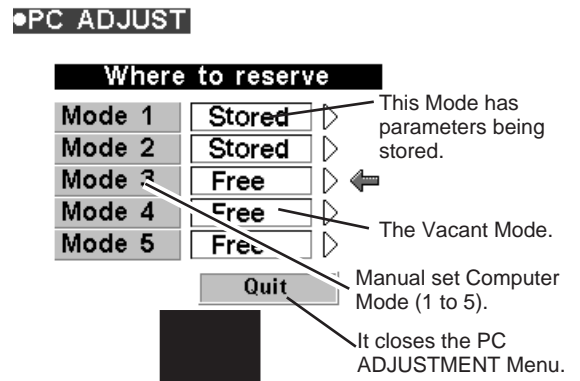 ●PC ADJUST
Where to reserve
Mode 1 Stored
Mode 2 Stored
Mode 3 Free
Mode 4 Free
Mode 5 Free
Quit
This Mode has
parameters being
stored.
The Vacant Mode.
Manual set Computer
Mode (1 to 5).
It closes the PC
ADJUSTMENT Menu.